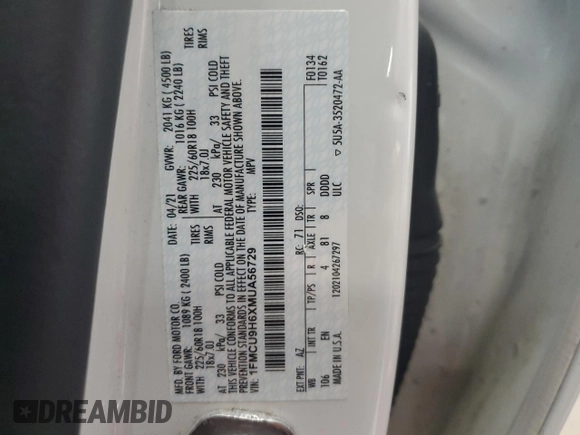 MFD. BY FORD MOTOR CO.
DATE: 04/21 GVWR: 2041 KG ( 4500 LB)
FRONT GAWR: 1089 KG ( 2400 LB) REAR GAWR: 1016 KG ( 2240 LB)
WITH 225/60R18 100H TIRES WITH 225/60R18 100H TIRES
18x7.0J RIMS 18x7.0J RIMS
AT 230 kPa/ 33 PSI COLD AT 230 kPa/ 33 PSI COLD
THIS VEHICLE CONFORMS TO ALL APPLICABLE FEDERAL MOTOR VEHICLE SAFETY AND THEFT
PREVENTION STANDARDS IN EFFECT ON THE DATE OF MANUFACTURE SHOWN ABOVE.
VIN: 1FMCU9H6XMUA56729 TYPE: MPV
F0134
T0162
EXT PNT: AZ RC: 71 DSO:
WB INT TR TP/PS R AXLE TR SPR
106 EN 4 B1 8 DDDD
ULC
MADE IN U.S.A. 1202104267297 ▽ 5U5A-3520472-AA
DREAMBID